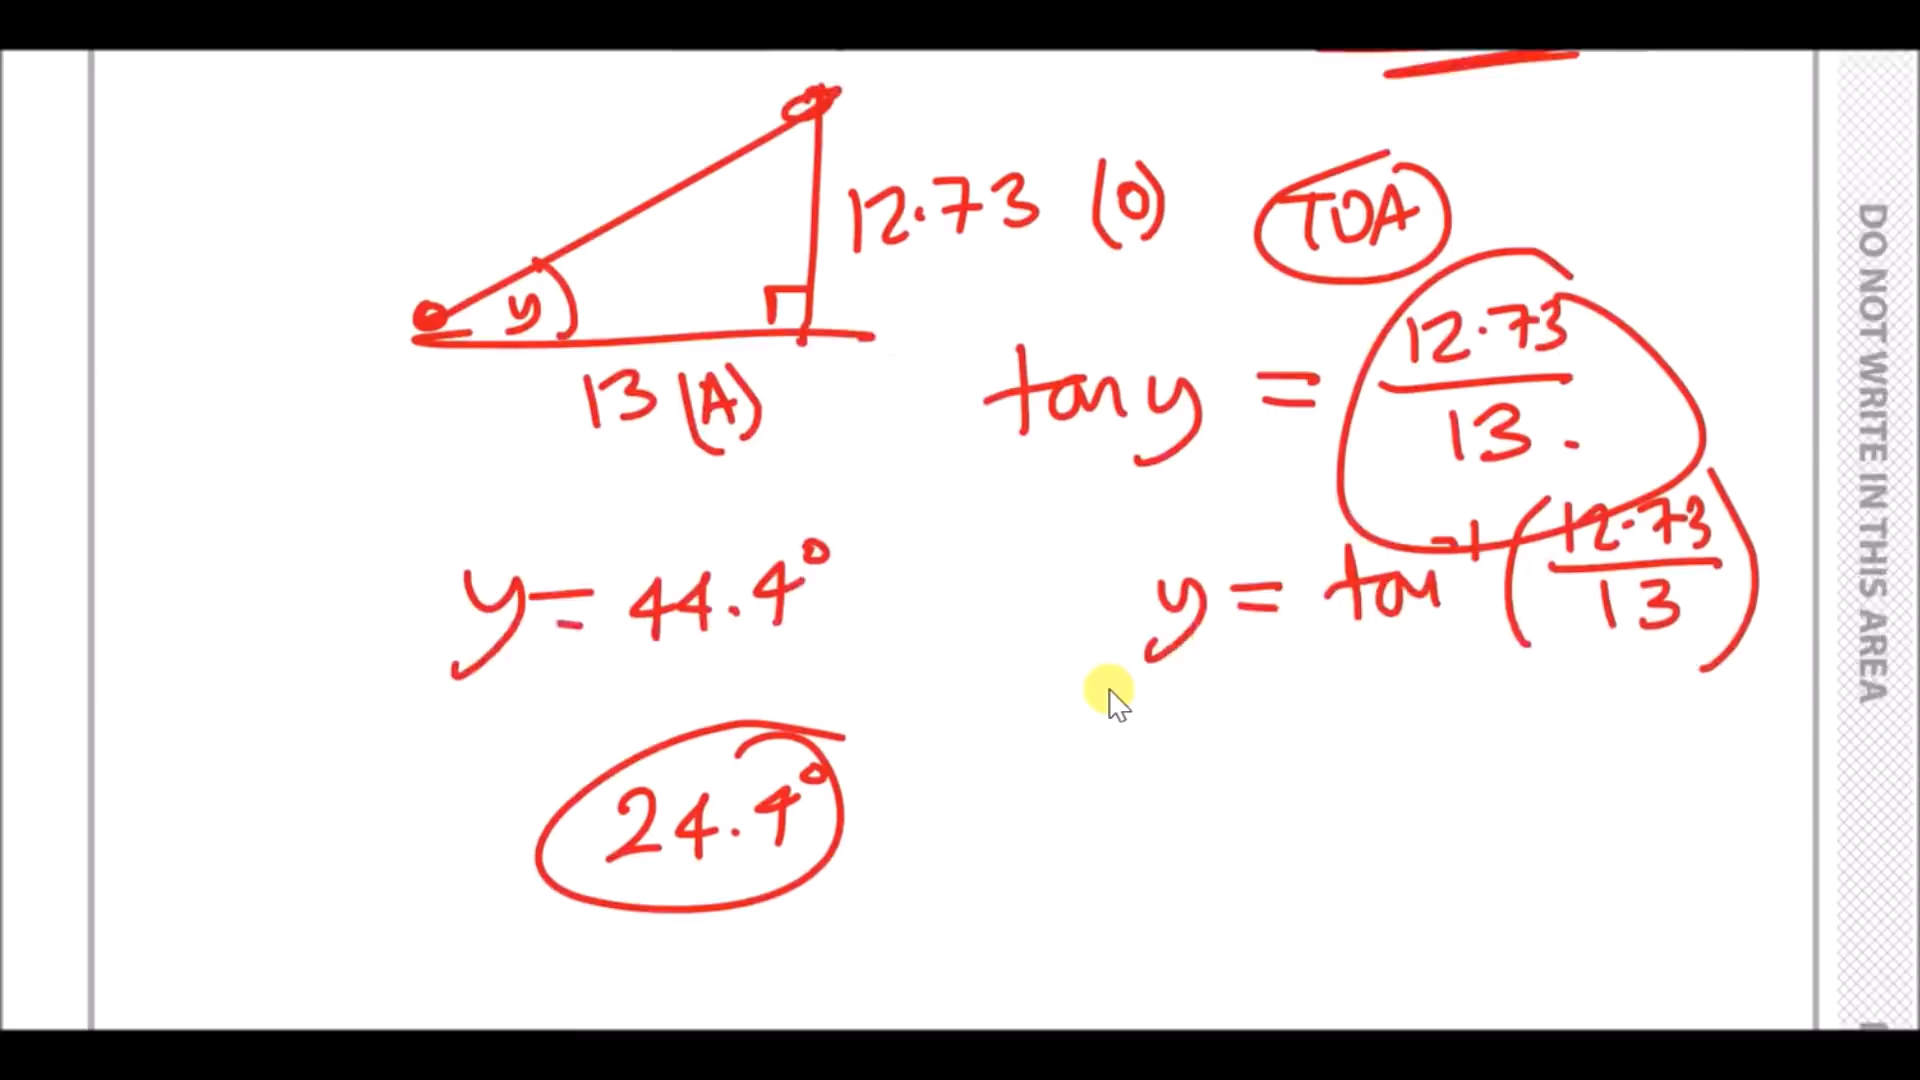 12.73 (O)
TOA
y
13 (A)
tan y = 12.73
13.
y = 44.4°
y = tan⁻¹ (12.73
13)
24.4°
DO NOT WRITE IN THIS AREA